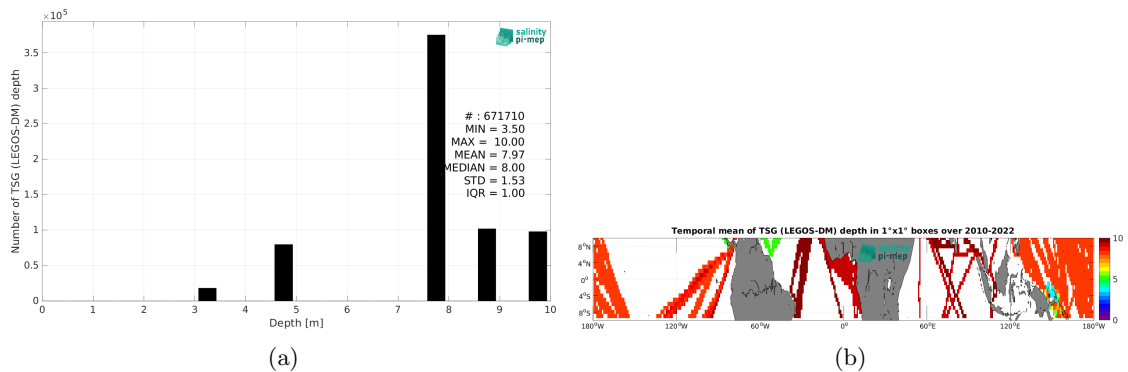 ×10⁵
salinity
pi-mep
3.5
3
2.5
2
1.5
1
0.5
0
Number of TSG (LEGOS-DM) depth
# : 671710
MIN = 3.50
MAX = 10.00
MEAN = 7.97
MEDIAN = 8.00
STD = 1.53
IQR = 1.00
0 1 2 3 4 5 6 7 8 9 10
Depth [m]
(a)
Temporal mean of TSG (LEGOS-DM) depth in 1°x1° boxes over 2010-2022
salinity
pi-mep
8°N
4°N
0°
4°S
8°S
180°W 120°W 60°W 0° 60°E 120°E 180°W
10
5
0
(b)